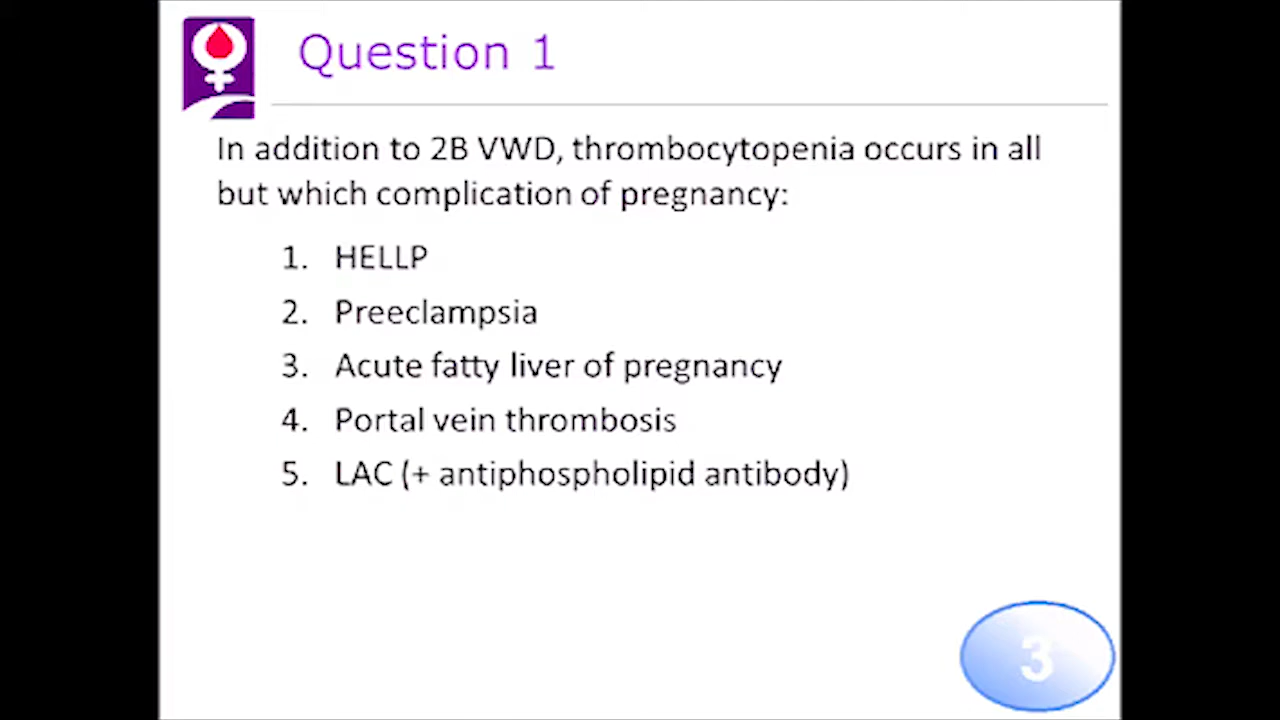 Question 1
In addition to 2B VWD, thrombocytopenia occurs in all
but which complication of pregnancy:
1. HELLP
2. Preeclampsia
3. Acute fatty liver of pregnancy
4. Portal vein thrombosis
5. LAC (+ antiphospholipid antibody)
3